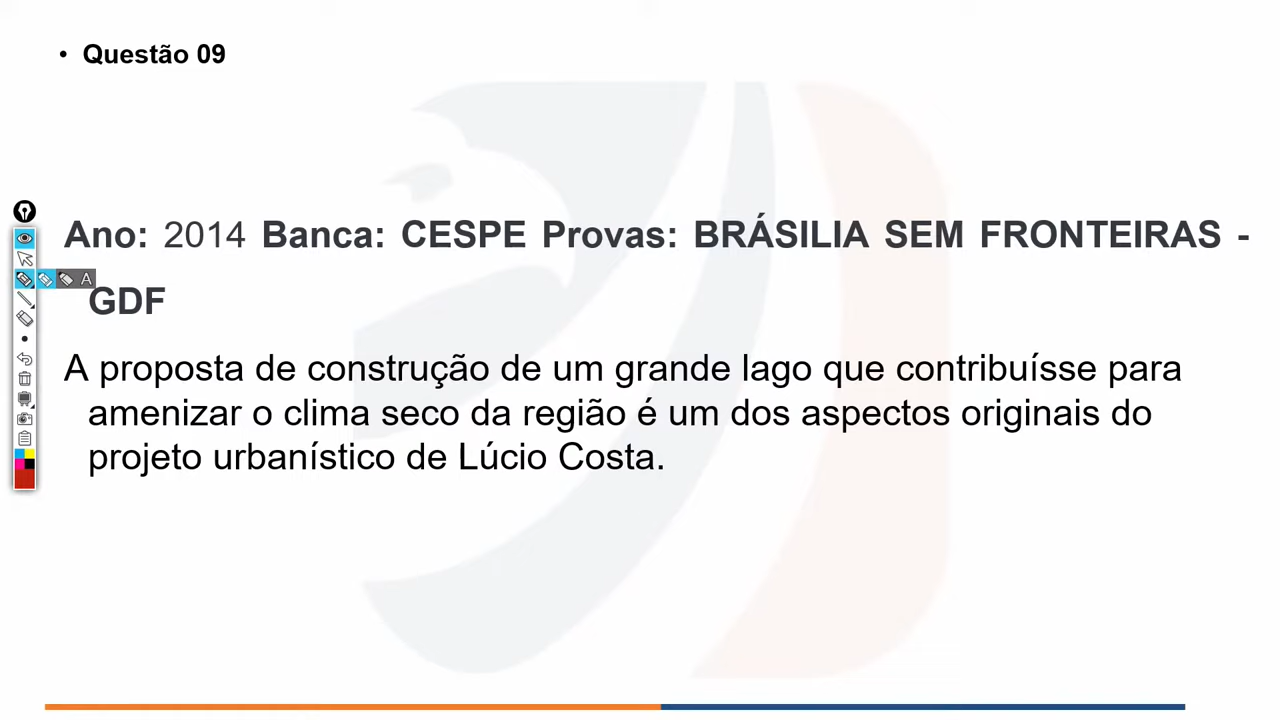 • Questão 09
Ano: 2014 Banca: CESPE Provas: BRÁSILIA SEM FRONTEIRAS -
GDF
A proposta de construção de um grande lago que contribuísse para
amenizar o clima seco da região é um dos aspectos originais do
projeto urbanístico de Lúcio Costa.
A